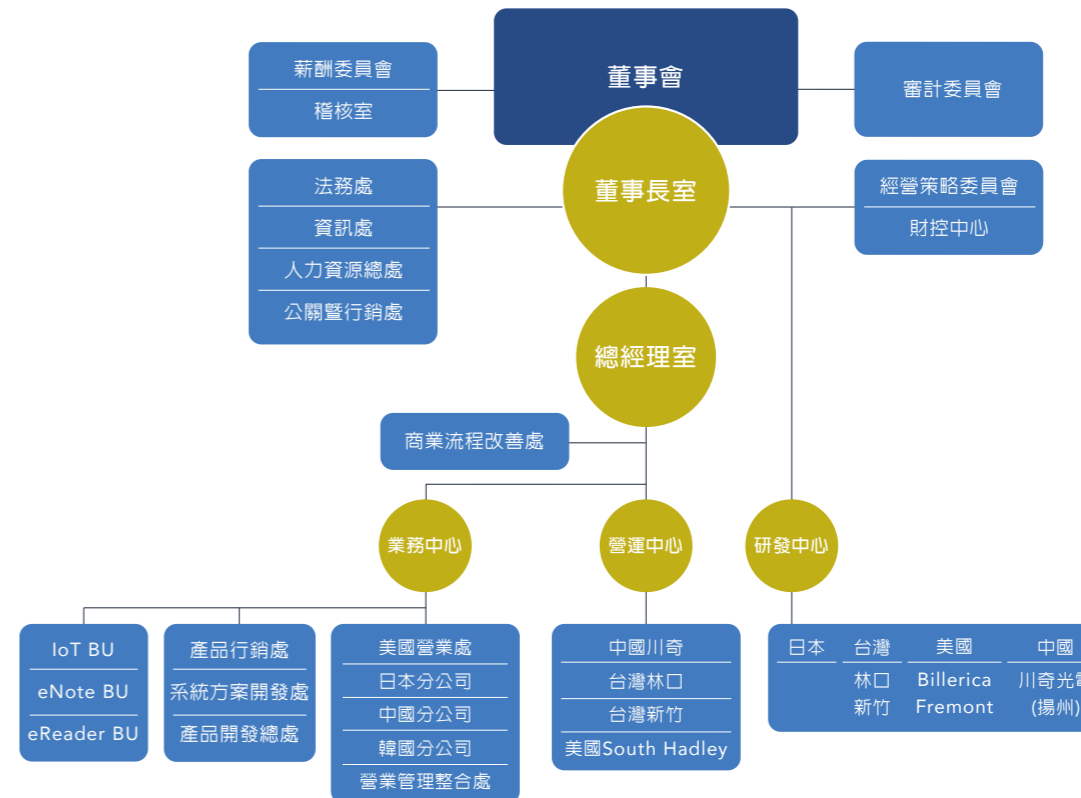 董事會
薪酬委員會
稽核室
審計委員會
董事長室
法務處
資訊處
人力資源總處
公關暨行銷處
經營策略委員會
財控中心
總經理室
商業流程改善處
業務中心
營運中心
研發中心
IoT BU
eNote BU
eReader BU
產品行銷處
系統方案開發處
產品開發總處
美國營業處
日本分公司
中國分公司
韓國分公司
營業管理整合處
中國川奇
台灣林口
台灣新竹
美國South Hadley
日本
台灣
林口
新竹
美國
Billerica
Fremont
中國
川奇光電
(揚州)